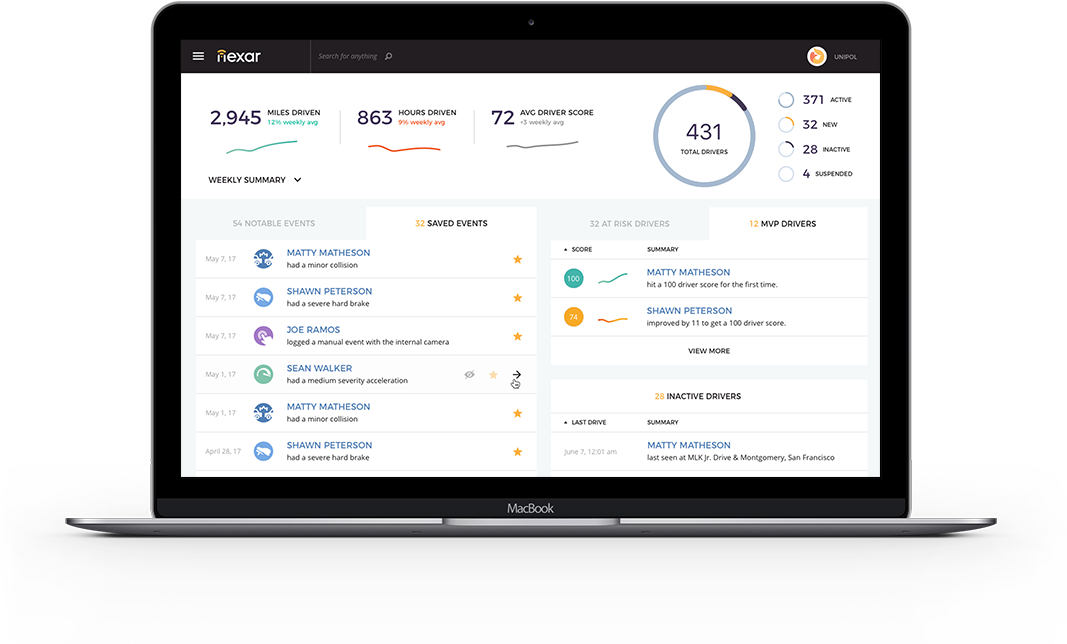 nexar
Search for anything
UNIPOL
2,945 MILES DRIVEN
12% weekly avg
863 HOURS DRIVEN
9% weekly avg
72 AVG DRIVER SCORE
+3 weekly avg
WEEKLY SUMMARY
431
TOTAL DRIVERS
371 ACTIVE
32 NEW
28 INACTIVE
4 SUSPENDED
54 NOTABLE EVENTS
32 SAVED EVENTS
May 7, 17
MATTY MATHESON
had a minor collision
May 7, 17
SHAWN PETERSON
had a severe hard brake
May 7, 17
JOE RAMOS
logged a manual event with the internal camera
May 1, 17
SEAN WALKER
had a medium severity acceleration
May 1, 17
MATTY MATHESON
had a minor collision
April 28, 17
SHAWN PETERSON
had a severe hard brake
32 AT RISK DRIVERS
12 MVP DRIVERS
SCORE
SUMMARY
100
MATTY MATHESON
hit a 100 driver score for the first time.
74
SHAWN PETERSON
improved by 11 to get a 100 driver score.
VIEW MORE
28 INACTIVE DRIVERS
LAST DRIVE
SUMMARY
June 7, 12:01 am
MATTY MATHESON
last seen at MLK Jr. Drive & Montgomery, San Francisco
MacBook